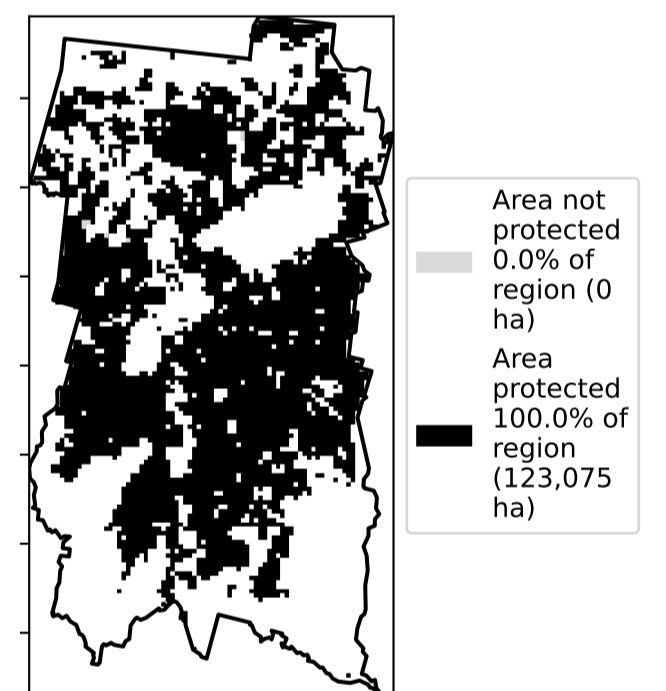 Area not
protected
0.0% of
region (0
ha)
Area
protected
100.0% of
region
(123,075
ha)